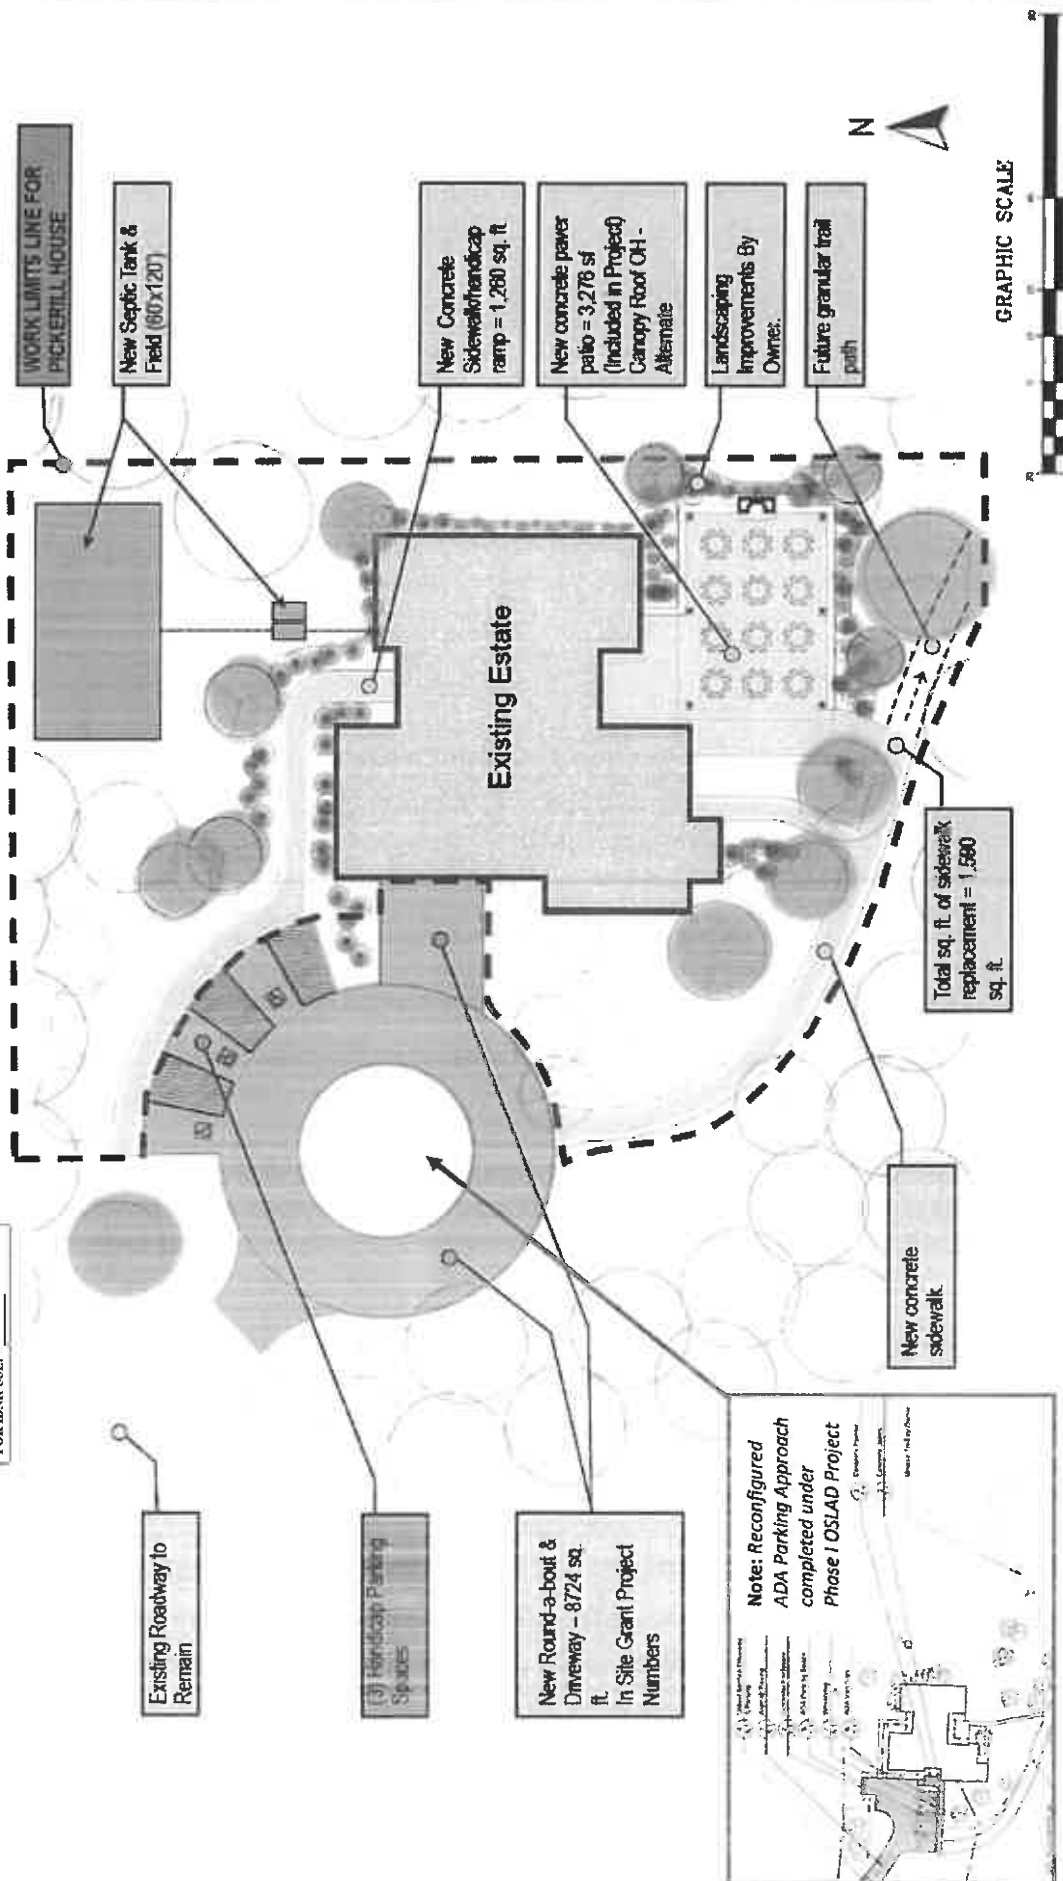 WORK LIMITS LINE FOR
PICKERILL HOUSE
New Septic Tank &
Field (60'x120')
New Concrete
Sidewalk/handicap
ramp = 1,260 sq. ft.
New concrete paver
patio = 3,276 sf
(Included in Project)
Canopy Roof OH -
Alternate
Landscaping
Improvements By
Owner.
Future granular trail
path
N
GRAPHIC SCALE
Existing Estate
Total sq. ft. of sidewalk
replacement = 1,590
sq. ft.
New concrete
sidewalk
Existing Roadway to
Remain
(3) Handicap Parking
Spaces
New Round-a-bout &
Driveway – 8724 sq.
ft.
In Site Grant Project
Numbers
Note: Reconfigured
ADA Parking Approach
completed under
Phase I OSLAD Project